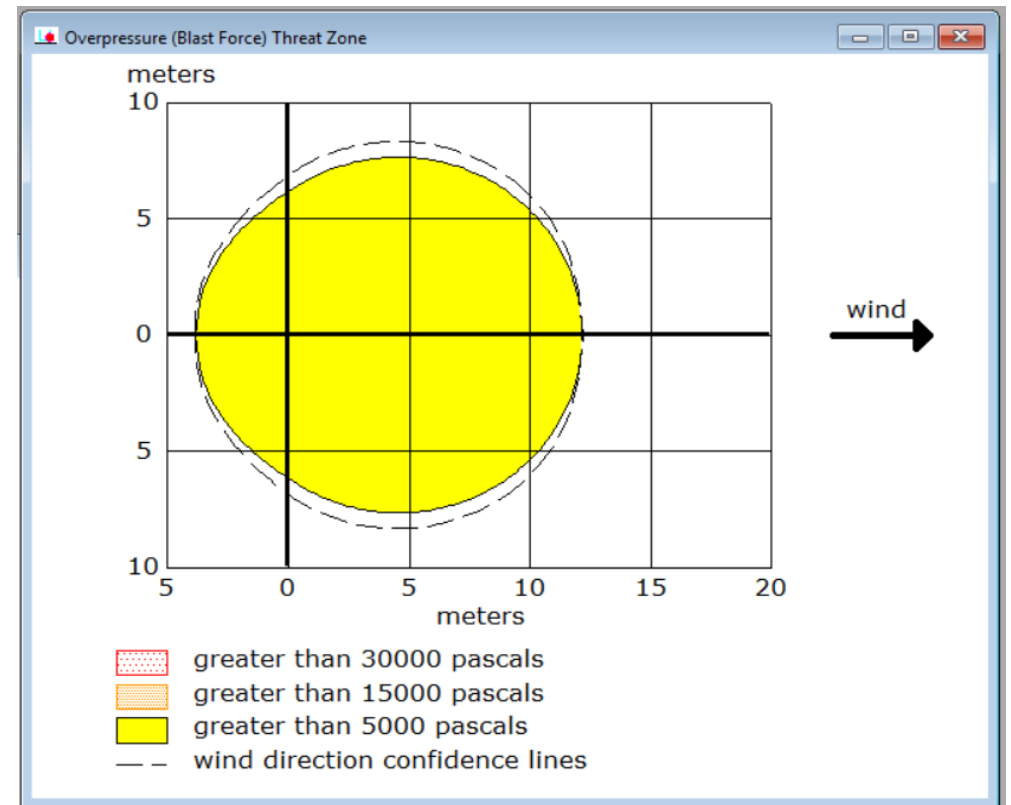 Overpressure (Blast Force) Threat Zone
meters
10
5
0
5
10
5 0 5 10 15 20
meters
wind
greater than 30000 pascals
greater than 15000 pascals
greater than 5000 pascals
wind direction confidence lines